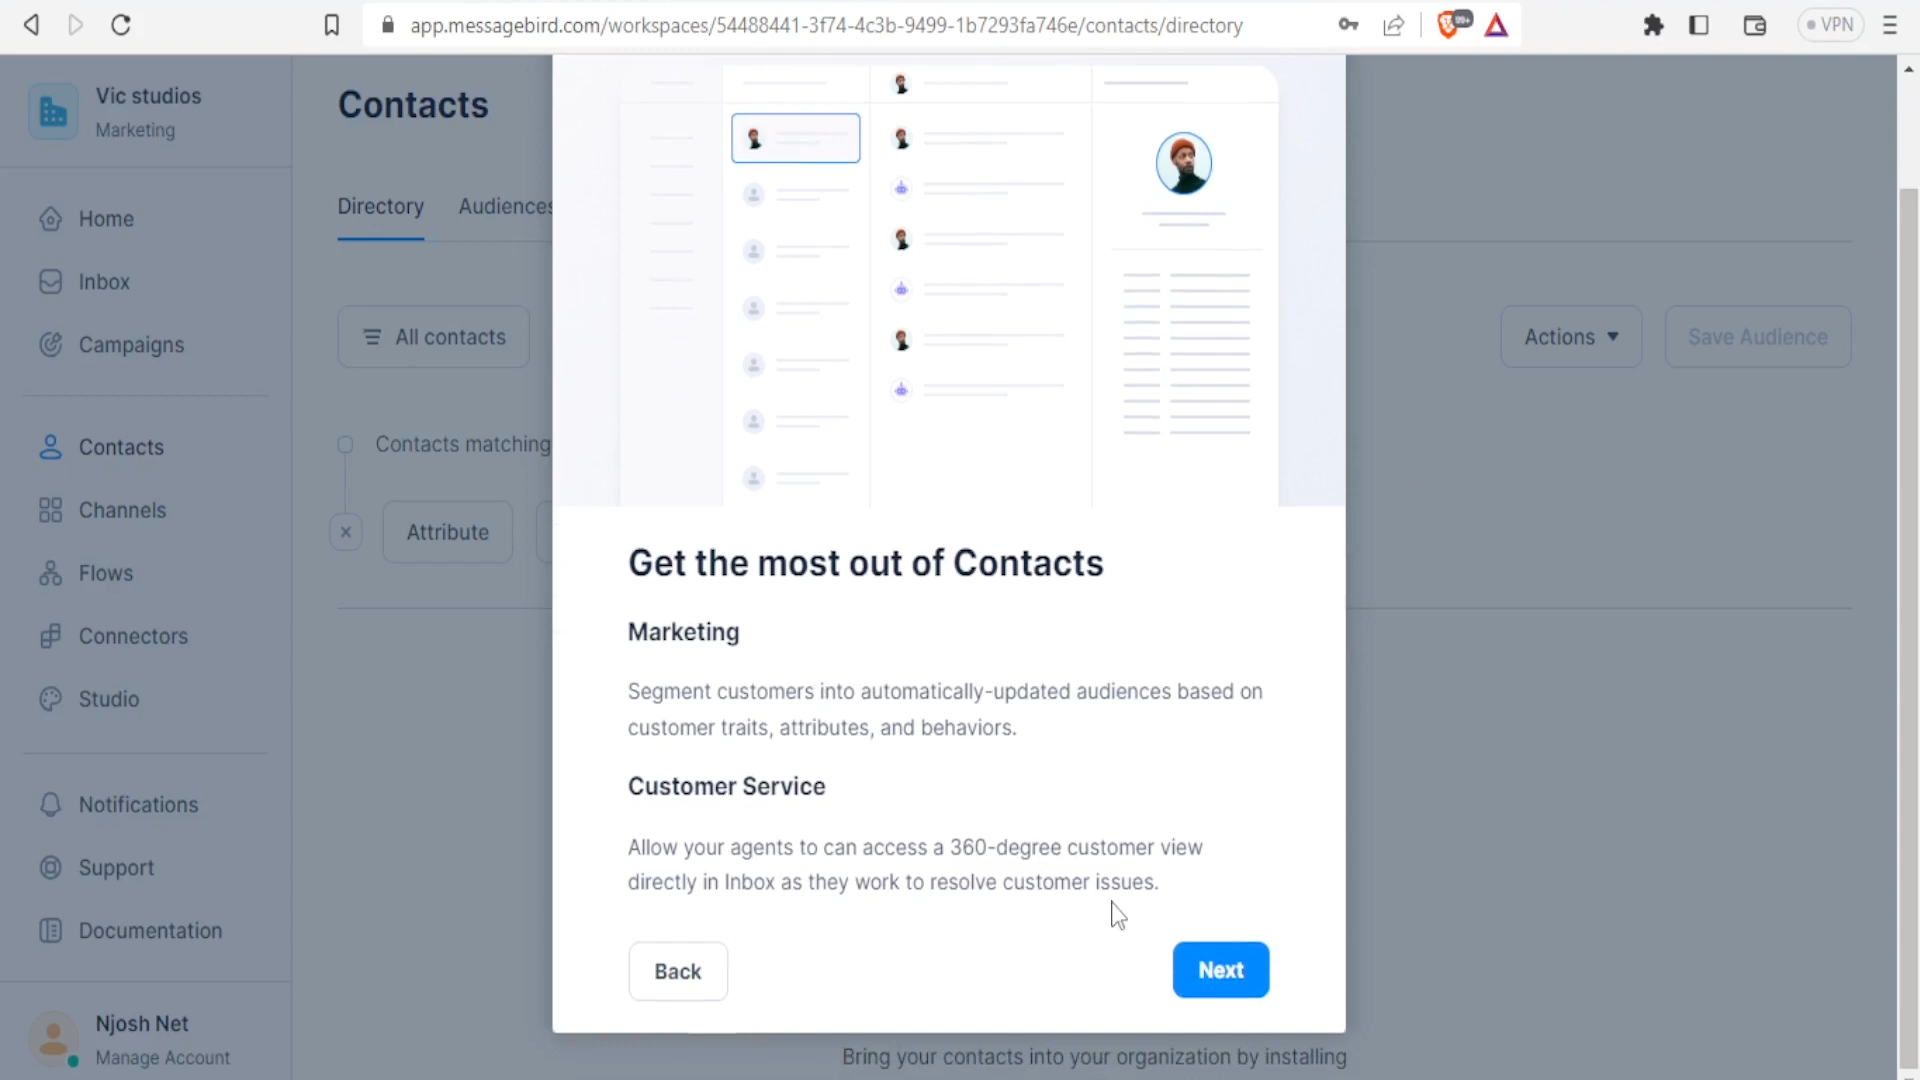 app.messagebird.com/workspaces/54488441-3f74-4c3b-9499-1b7293fa746e/contacts/directory
99+
VPN
Vic studios
Marketing
Home
Inbox
Campaigns
Contacts
Channels
Flows
Connectors
Studio
Notifications
Support
Documentation
Njosh Net
Manage Account
Contacts
Directory
Audiences
All contacts
Actions
Save Audience
Contacts matching
Attribute
Get the most out of Contacts
Marketing
Segment customers into automatically-updated audiences based on
customer traits, attributes, and behaviors.
Customer Service
Allow your agents to can access a 360-degree customer view
directly in Inbox as they work to resolve customer issues.
Back
Next
Bring your contacts into your organization by installing